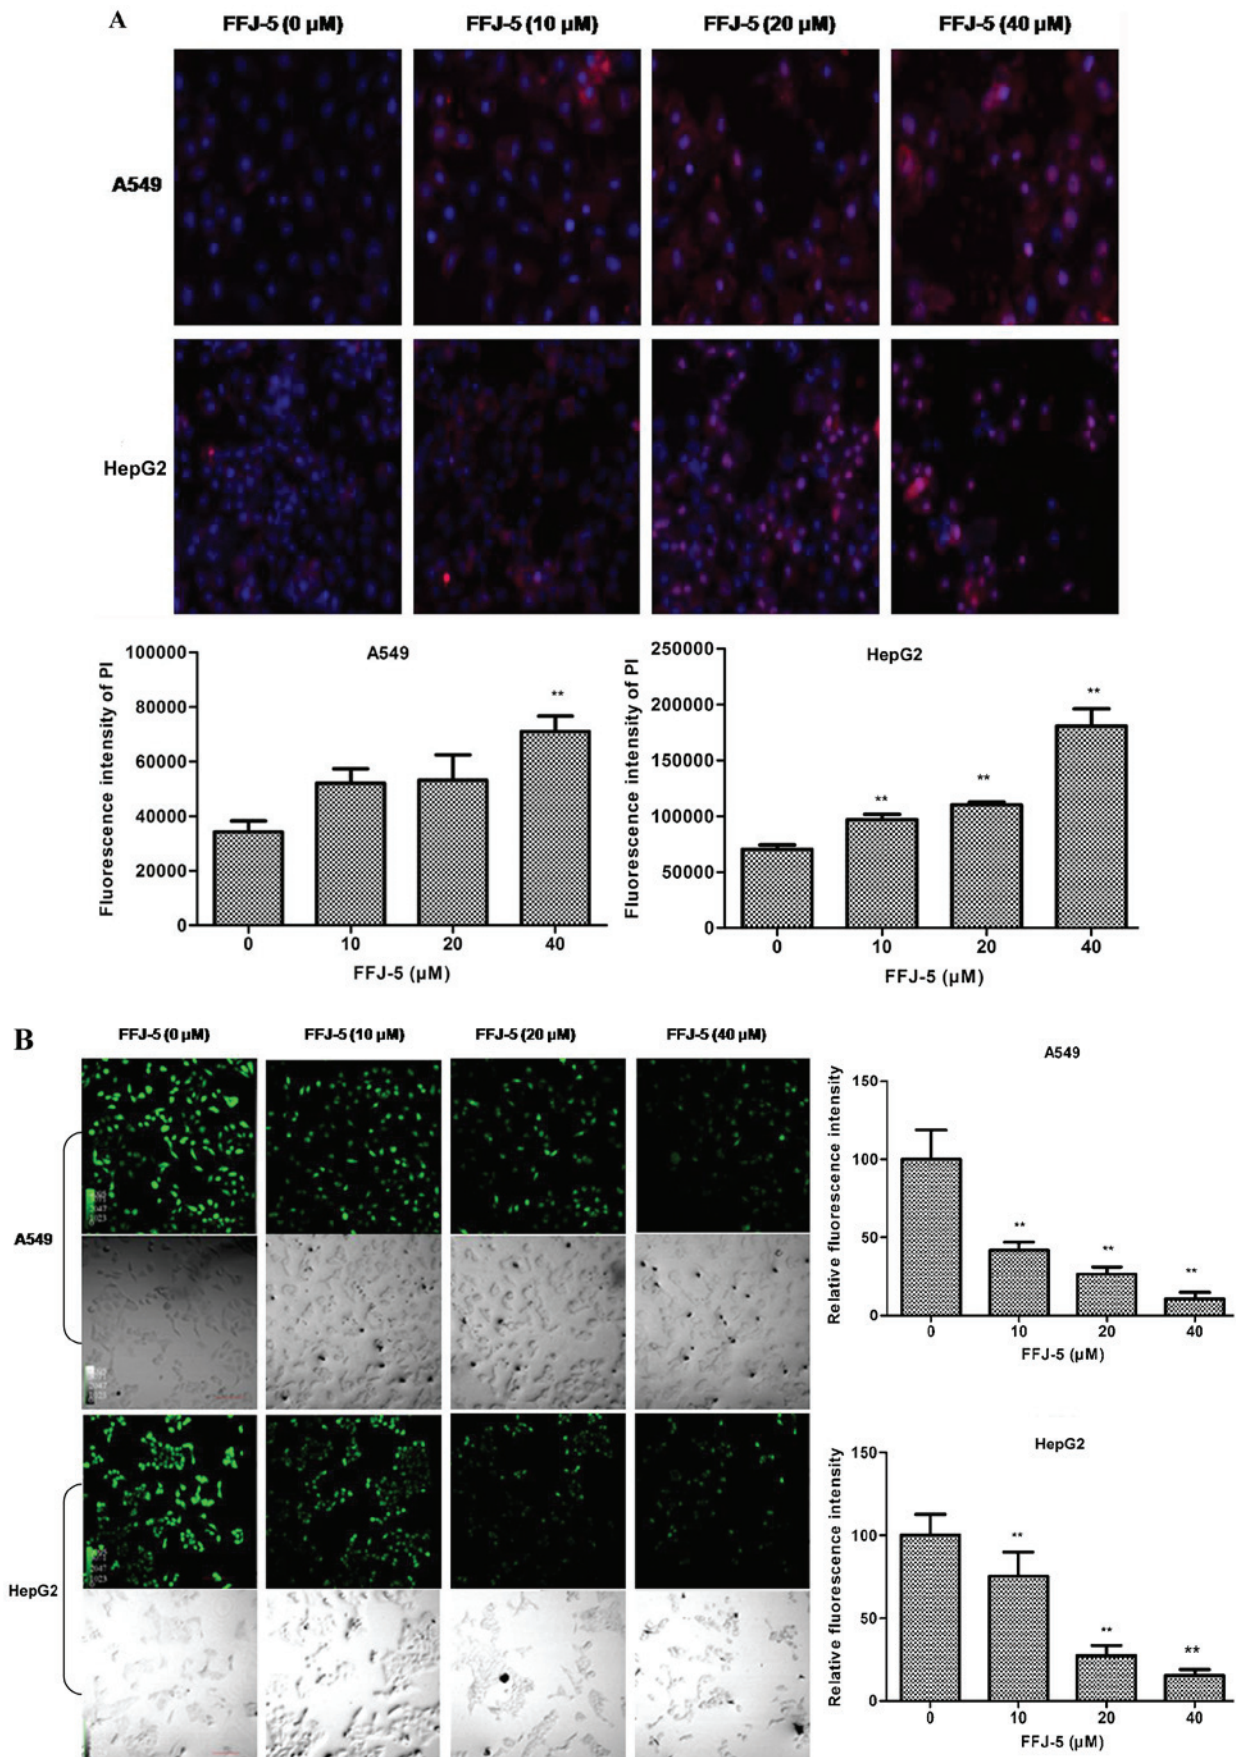 A
FFJ-5 (0 µM) FFJ-5 (10 µM) FFJ-5 (20 µM) FFJ-5 (40 µM)
A549
HepG2
A549
Fluorescence intensity of PI
100000
80000
60000
40000
20000
0
**
0 10 20 40
FFJ-5 (µM)
HepG2
Fluorescence intensity of PI
250000
200000
150000
100000
50000
0
** ** **
0 10 20 40
FFJ-5 (µM)
B
FFJ-5 (0 µM) FFJ-5 (10 µM) FFJ-5 (20 µM) FFJ-5 (40 µM)
A549
2047
1023
HepG2
A549
Relative fluorescence intensity
150
100
50
0
** ** **
0 10 20 40
FFJ-5 (µM)
HepG2
Relative fluorescence intensity
150
100
50
0
** ** **
0 10 20 40
FFJ-5 (µM)